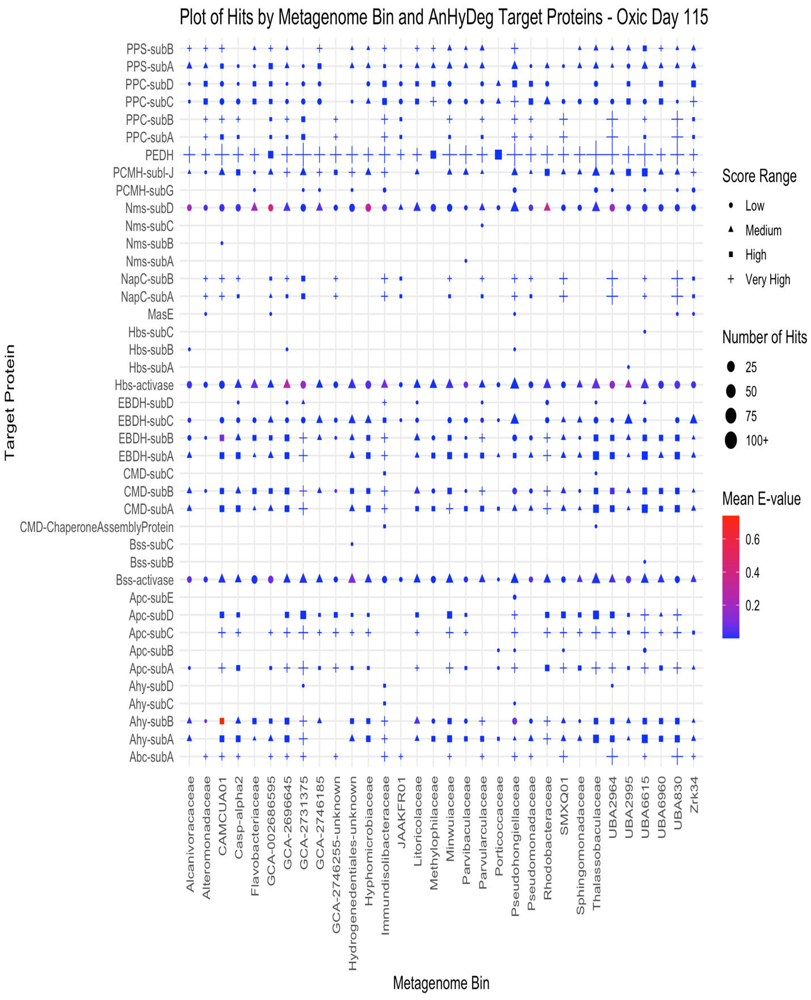 Plot of Hits by Metagenome Bin and AnHyDeg Target Proteins - Oxic Day 115
Target Protein
PPS-subB
PPS-subA
PPC-subD
PPC-subC
PPC-subB
PPC-subA
PEDH
PCMH-subI-J
PCMH-subG
Nms-subD
Nms-subC
Nms-subB
Nms-subA
NapC-subB
NapC-subA
MasE
Hbs-subC
Hbs-subB
Hbs-subA
Hbs-activase
EBDH-subD
EBDH-subC
EBDH-subB
EBDH-subA
CMD-subC
CMD-subB
CMD-subA
CMD-ChaperoneAssemblyProtein
Bss-subC
Bss-subB
Bss-activase
Apc-subE
Apc-subD
Apc-subC
Apc-subB
Apc-subA
Ahy-subD
Ahy-subC
Ahy-subB
Ahy-subA
Abc-subA
Alcanivoracaceae
Alteromonadaceae
CAMCUA01
Casp-alpha2
Flavobacteriaceae
GCA-002686595
GCA-2696645
GCA-2731375
GCA-2746185
GCA-2746255-unknown
Hydrogenedentiales-unknown
Hyphomicrobiaceae
Immundisolibacteraceae
JAAKFR01
Litoricolaceae
Methylophilaceae
Minwuiaceae
Parvibaculaceae
Parvularculaceae
Porticoccaceae
Pseudohongiellaceae
Pseudomonadaceae
Rhodobacteraceae
SMXQ01
Sphingomonadaceae
Thalassobaculaceae
UBA2964
UBA2995
UBA6615
UBA6960
UBA830
Zrk34
Metagenome Bin
Score Range
Low
Medium
High
Very High
Number of Hits
25
50
75
100+
Mean E-value
0.6
0.4
0.2